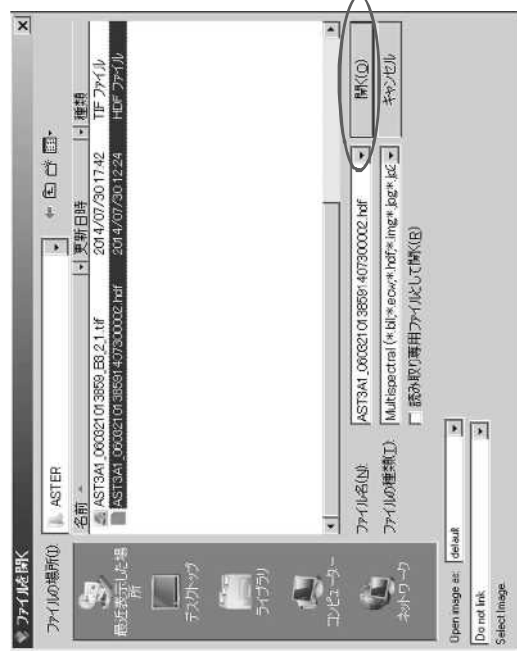 ファイルを開く
ファイルの場所(I):
ASTER
名前
更新日時
種類
AST3A1_0603210138591_B3_2_1.tif
2014/07/30 17:42
TIF ファイル
AST3A1_0603210138591407300002.hdf
2014/07/30 12:24
HDF ファイル
最近表示した場所
デスクトップ
ライブラリ
コンピューター
ネットワーク
ファイル名(N):
AST3A1_0603210138591407300002.hdf
開く(O)
ファイルの種類(T):
Multispectral (*.bil;*.ecw;*.hdf;*.img*.jpg*.jp2
キャンセル
読み取り専用ファイルとして開く(R)
Open image as:
default
Do not link
Select Image.